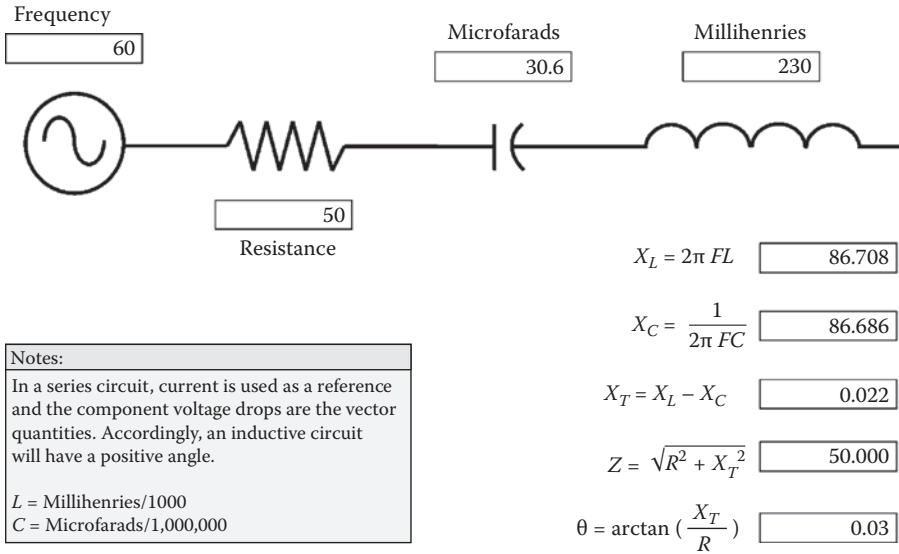 Frequency
60
Microfarads
30.6
Millihenries
230
50
Resistance
X_L = 2π FL 86.708
X_C = 1/(2π FC) 86.686
X_T = X_L − X_C 0.022
Z = √(R² + X_T²) 50.000
θ = arctan (X_T/R) 0.03
Notes:
In a series circuit, current is used as a reference
and the component voltage drops are the vector
quantities. Accordingly, an inductive circuit
will have a positive angle.
L = Millihenries/1000
C = Microfarads/1,000,000